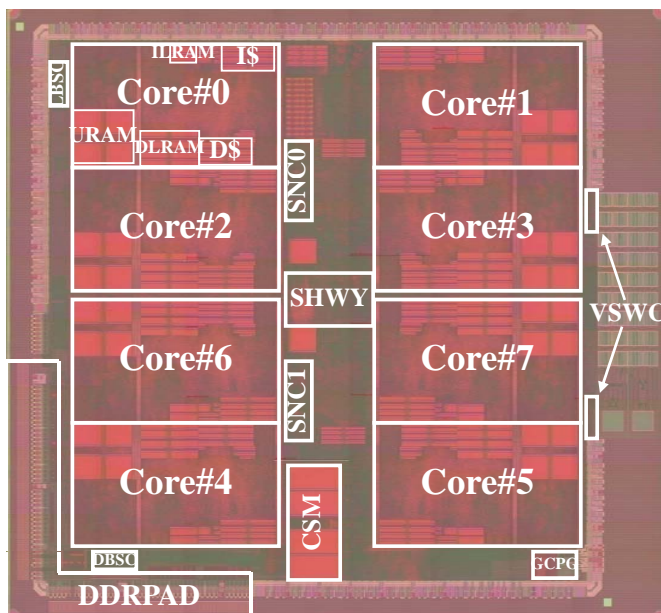 ILRAM
I$
LBSC
Core#0
Core#1
URAM
DLRAM
D$
SNC0
Core#2
Core#3
SHWY
VSWC
Core#6
Core#7
SNC1
Core#4
Core#5
CSM
DBSC
GCPG
DDRPAD